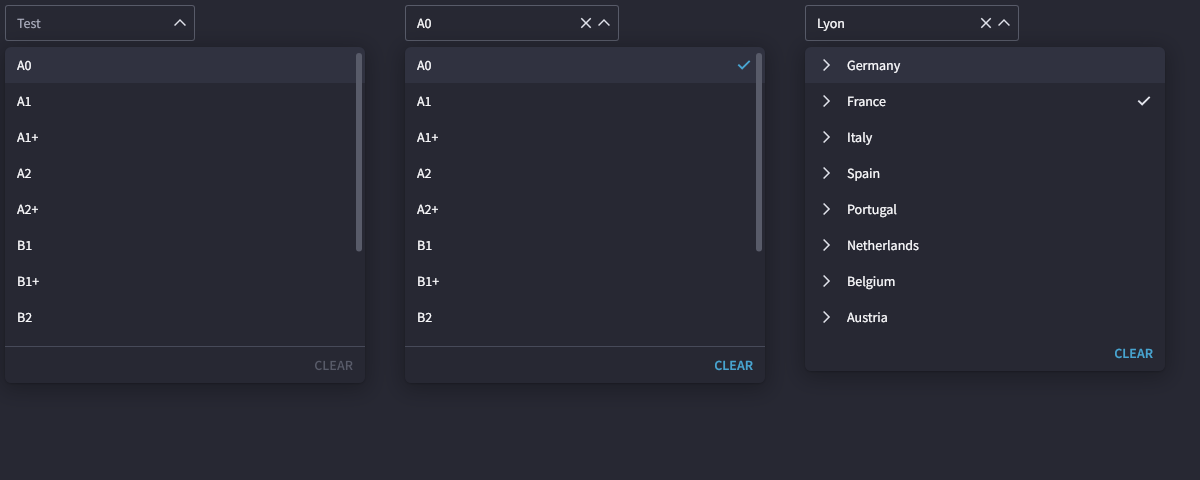 Test
A0
A1
A1+
A2
A2+
B1
B1+
B2
CLEAR
A0
A0
A1
A1+
A2
A2+
B1
B1+
B2
CLEAR
Lyon
Germany
France
Italy
Spain
Portugal
Netherlands
Belgium
Austria
CLEAR